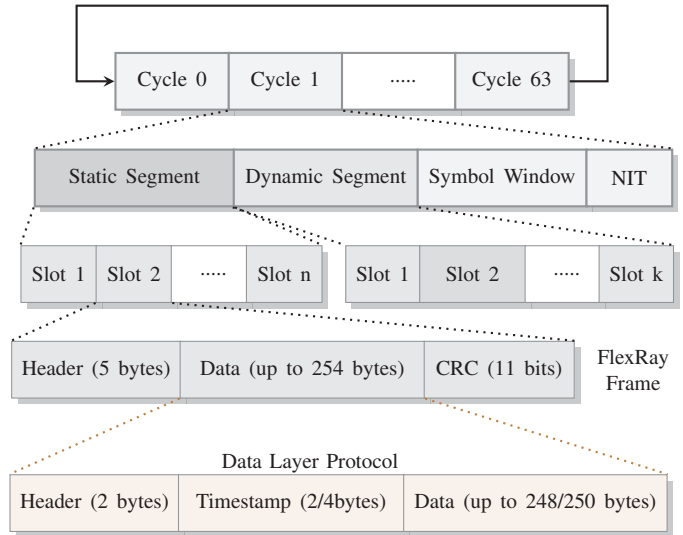 Cycle 0 Cycle 1 ..... Cycle 63
Static Segment Dynamic Segment Symbol Window NIT
Slot 1 Slot 2 ..... Slot n Slot 1 Slot 2 ..... Slot k
Header (5 bytes) Data (up to 254 bytes) CRC (11 bits) FlexRay
Frame
Data Layer Protocol
Header (2 bytes) Timestamp (2/4bytes) Data (up to 248/250 bytes)